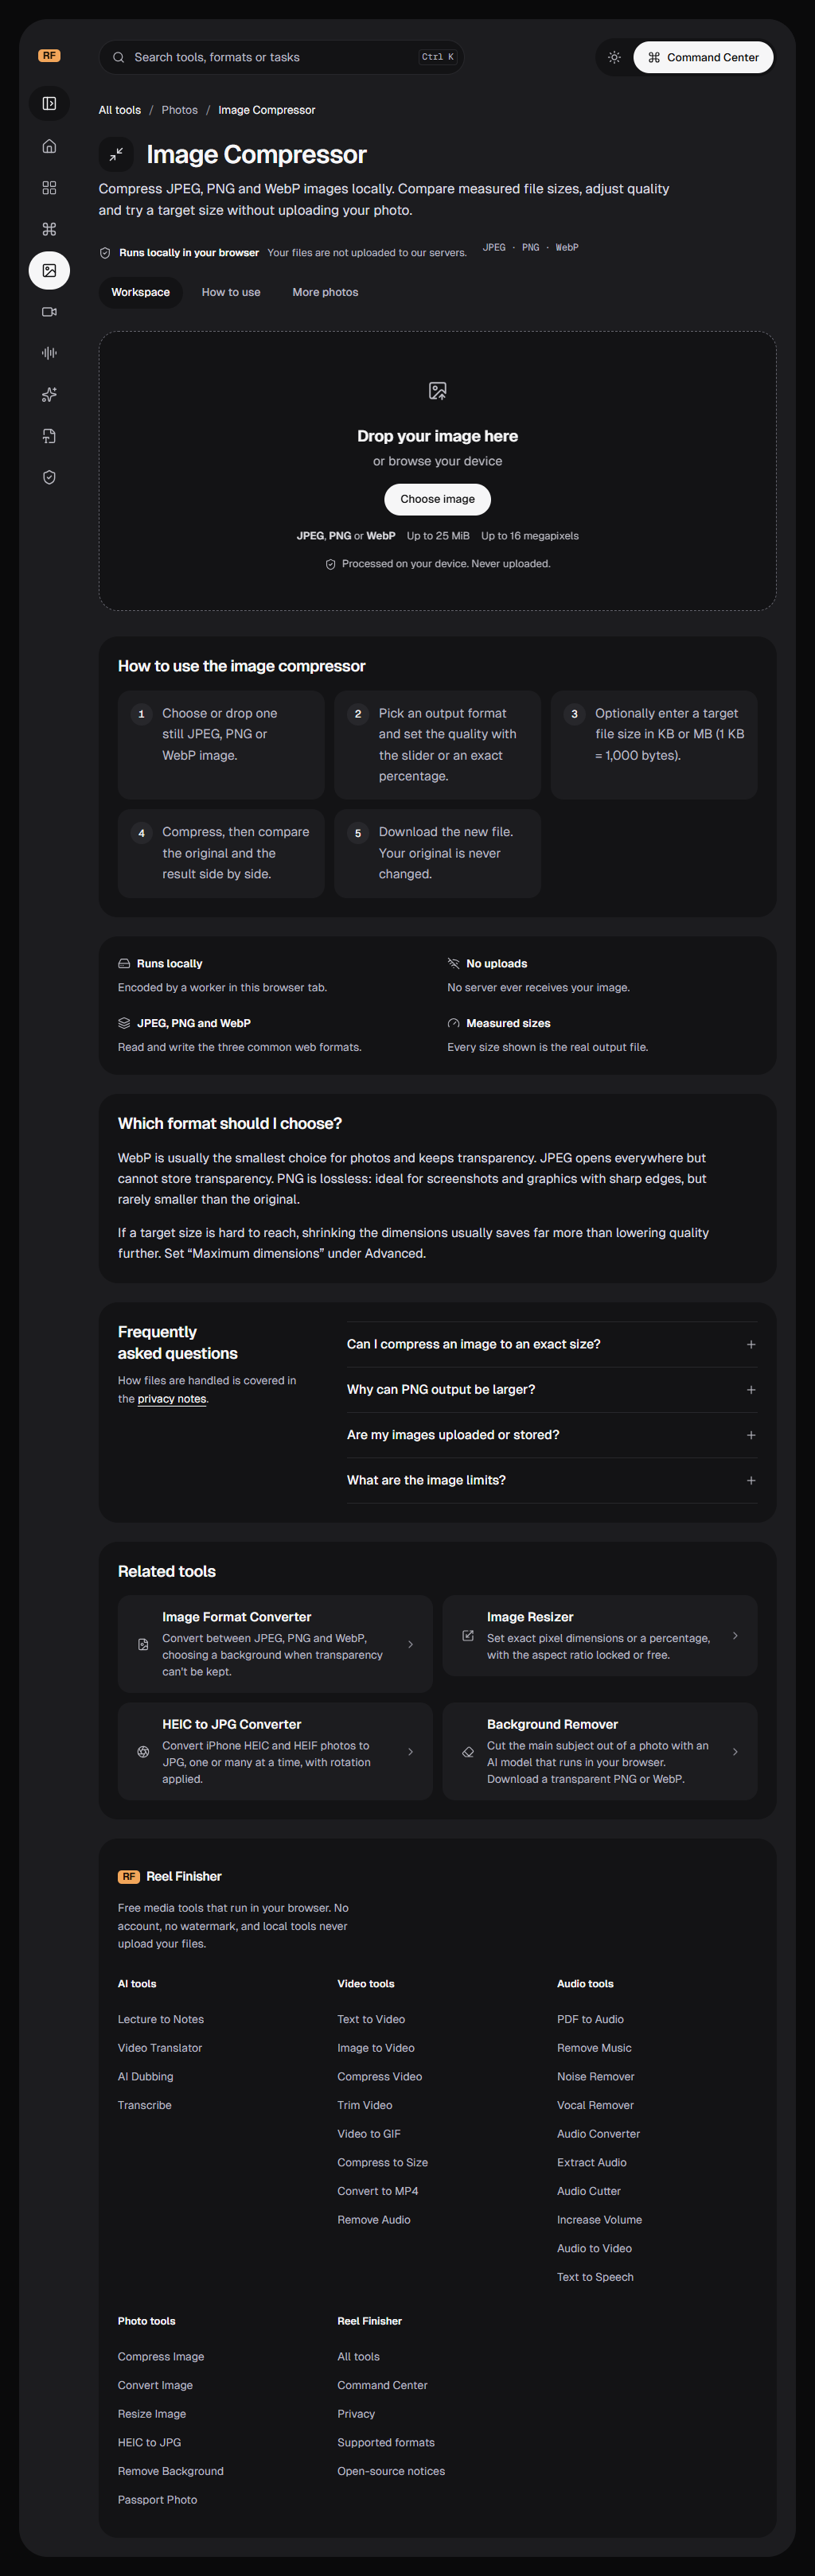 RF
Search tools, formats or tasks
Ctrl K
Command Center
All tools / Photos / Image Compressor
Image Compressor
Compress JPEG, PNG and WebP images locally. Compare measured file sizes, adjust quality
and try a target size without uploading your photo.
Runs locally in your browser Your files are not uploaded to our servers.
JPEG · PNG · WebP
Workspace
How to use
More photos
Drop your image here
or browse your device
Choose image
JPEG, PNG or WebP Up to 25 MiB Up to 16 megapixels
Processed on your device. Never uploaded.
How to use the image compressor
1
Choose or drop one
still JPEG, PNG or
WebP image.
2
Pick an output format
and set the quality with
the slider or an exact
percentage.
3
Optionally enter a target
file size in KB or MB (1 KB
= 1,000 bytes).
4
Compress, then compare
the original and the
result side by side.
5
Download the new file.
Your original is never
changed.
Runs locally
Encoded by a worker in this browser tab.
No uploads
No server ever receives your image.
JPEG, PNG and WebP
Read and write the three common web formats.
Measured sizes
Every size shown is the real output file.
Which format should I choose?
WebP is usually the smallest choice for photos and keeps transparency. JPEG opens everywhere but
cannot store transparency. PNG is lossless: ideal for screenshots and graphics with sharp edges, but
rarely smaller than the original.
If a target size is hard to reach, shrinking the dimensions usually saves far more than lowering quality
further. Set “Maximum dimensions” under Advanced.
Frequently
asked questions
How files are handled is covered in
the privacy notes.
Can I compress an image to an exact size?
Why can PNG output be larger?
Are my images uploaded or stored?
What are the image limits?
Related tools
Image Format Converter
Convert between JPEG, PNG and WebP,
choosing a background when transparency
can't be kept.
Image Resizer
Set exact pixel dimensions or a percentage,
with the aspect ratio locked or free.
HEIC to JPG Converter
Convert iPhone HEIC and HEIF photos to
JPG, one or many at a time, with rotation
applied.
Background Remover
Cut the main subject out of a photo with an
AI model that runs in your browser.
Download a transparent PNG or WebP.
RF Reel Finisher
Free media tools that run in your browser. No
account, no watermark, and local tools never
upload your files.
AI tools
Lecture to Notes
Video Translator
AI Dubbing
Transcribe
Video tools
Text to Video
Image to Video
Compress Video
Trim Video
Video to GIF
Compress to Size
Convert to MP4
Remove Audio
Audio tools
PDF to Audio
Remove Music
Noise Remover
Vocal Remover
Audio Converter
Extract Audio
Audio Cutter
Increase Volume
Audio to Video
Text to Speech
Photo tools
Compress Image
Convert Image
Resize Image
HEIC to JPG
Remove Background
Passport Photo
Reel Finisher
All tools
Command Center
Privacy
Supported formats
Open-source notices